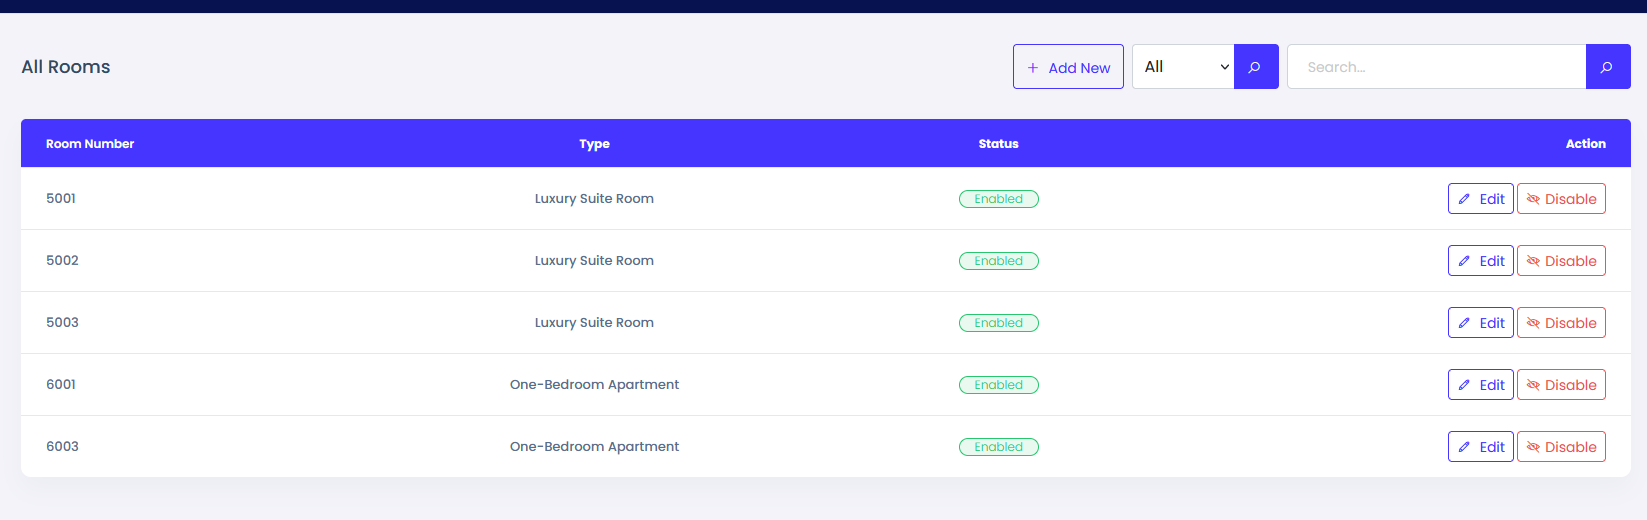 All Rooms
Add New
All
Search...
Room Number Type Status Action
5001 Luxury Suite Room Enabled Edit Disable
5002 Luxury Suite Room Enabled Edit Disable
5003 Luxury Suite Room Enabled Edit Disable
6001 One-Bedroom Apartment Enabled Edit Disable
6003 One-Bedroom Apartment Enabled Edit Disable